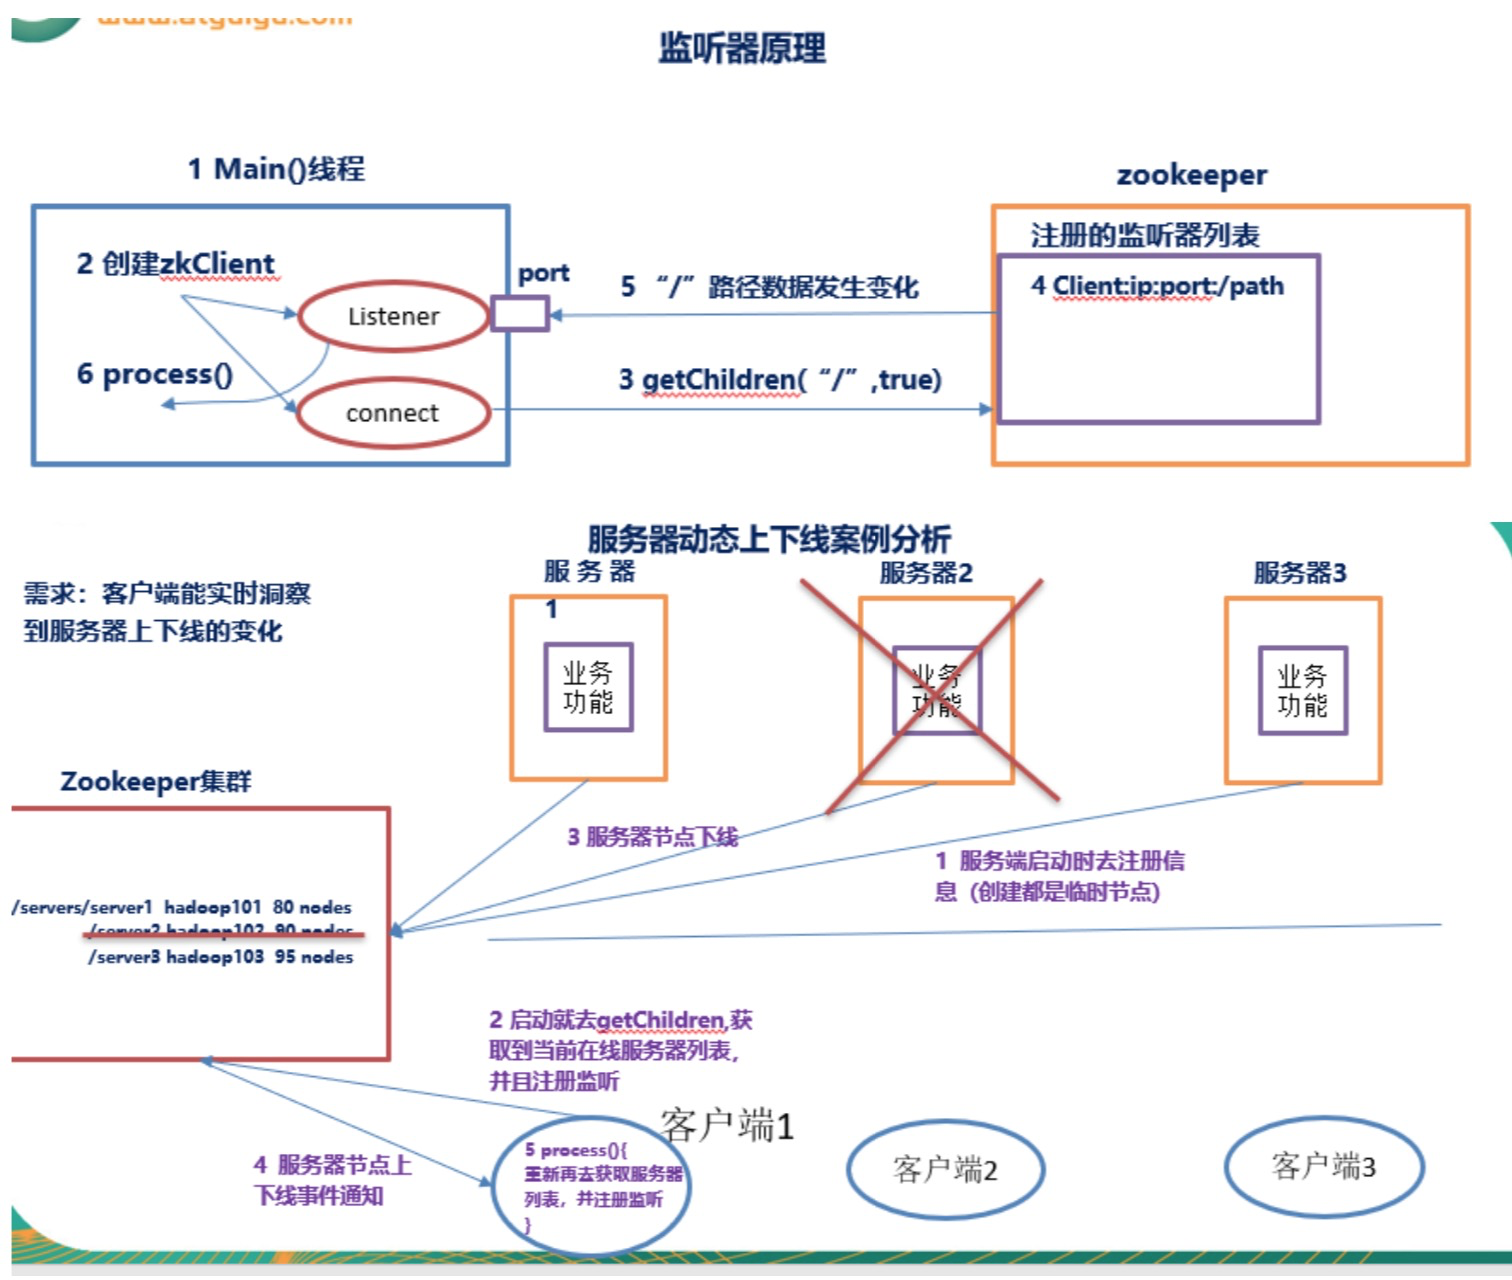 www.atguigu.com
监听器原理
1 Main()线程
zookeeper
2 创建zkClient
port
注册的监听器列表
Listener
5 “/”路径数据发生变化
4 Client:ip:port:/path
6 process()
3 getChildren(“/”,true)
connect
服务器动态上下线案例分析
需求：客户端能实时洞察
到服务器上下线的变化
服 务 器
1
业务
功能
服务器2
业务
功能
服务器3
业务
功能
Zookeeper集群
3 服务器节点下线
1 服务端启动时去注册信
息（创建都是临时节点）
/servers/server1 hadoop101 80 nodes
/server2 hadoop102 90 nodes
/server3 hadoop103 95 nodes
2 启动就去getChildren,获
取到当前在线服务器列表，
并且注册监听
客户端1
4 服务器节点上
下线事件通知
5 process(){
重新再去获取服务器
列表，并注册监听
}
客户端2
客户端3